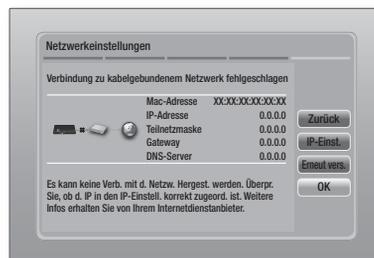 Netzwerkeinstellungen
Verbindung zu kabelgebundenem Netzwerk fehlgeschlagen
Mac-Adresse XX:XX:XX:XX:XX:XX
IP-Adresse 0.0.0.0
Teilnetzmaske 0.0.0.0
Gateway 0.0.0.0
DNS-Server 0.0.0.0
Zurück
IP-Einst.
Erneut vers.
OK
Es kann keine Verb. mit d. Netzw. Hergest. werden. Überpr.
Sie, ob d. IP in den IP-Einstell. korrekt zugeord. ist. Weitere
Infos erhalten Sie von Ihrem Internetdienstanbieter.